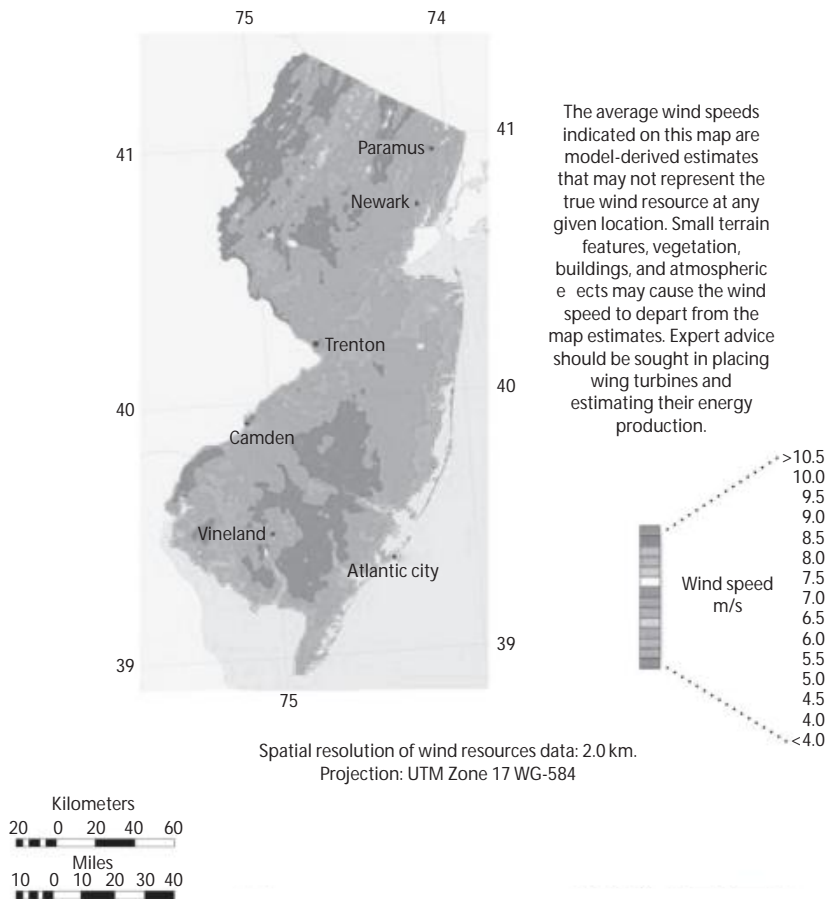 75 74
41
41
Paramus
Newark
Trenton
40
40
Camden
Vineland
Atlantic city
39
39
75
The average wind speeds
indicated on this map are
model-derived estimates
that may not represent the
true wind resource at any
given location. Small terrain
features, vegetation,
buildings, and atmospheric
e ects may cause the wind
speed to depart from the
map estimates. Expert advice
should be sought in placing
wing turbines and
estimating their energy
production.
Wind speed
m/s
>10.5
10.0
9.5
9.0
8.5
8.0
7.5
7.0
6.5
6.0
5.5
5.0
4.5
4.0
<4.0
Spatial resolution of wind resources data: 2.0 km.
Projection: UTM Zone 17 WG-584
Kilometers
20 0 20 40 60
Miles
10 0 10 20 30 40